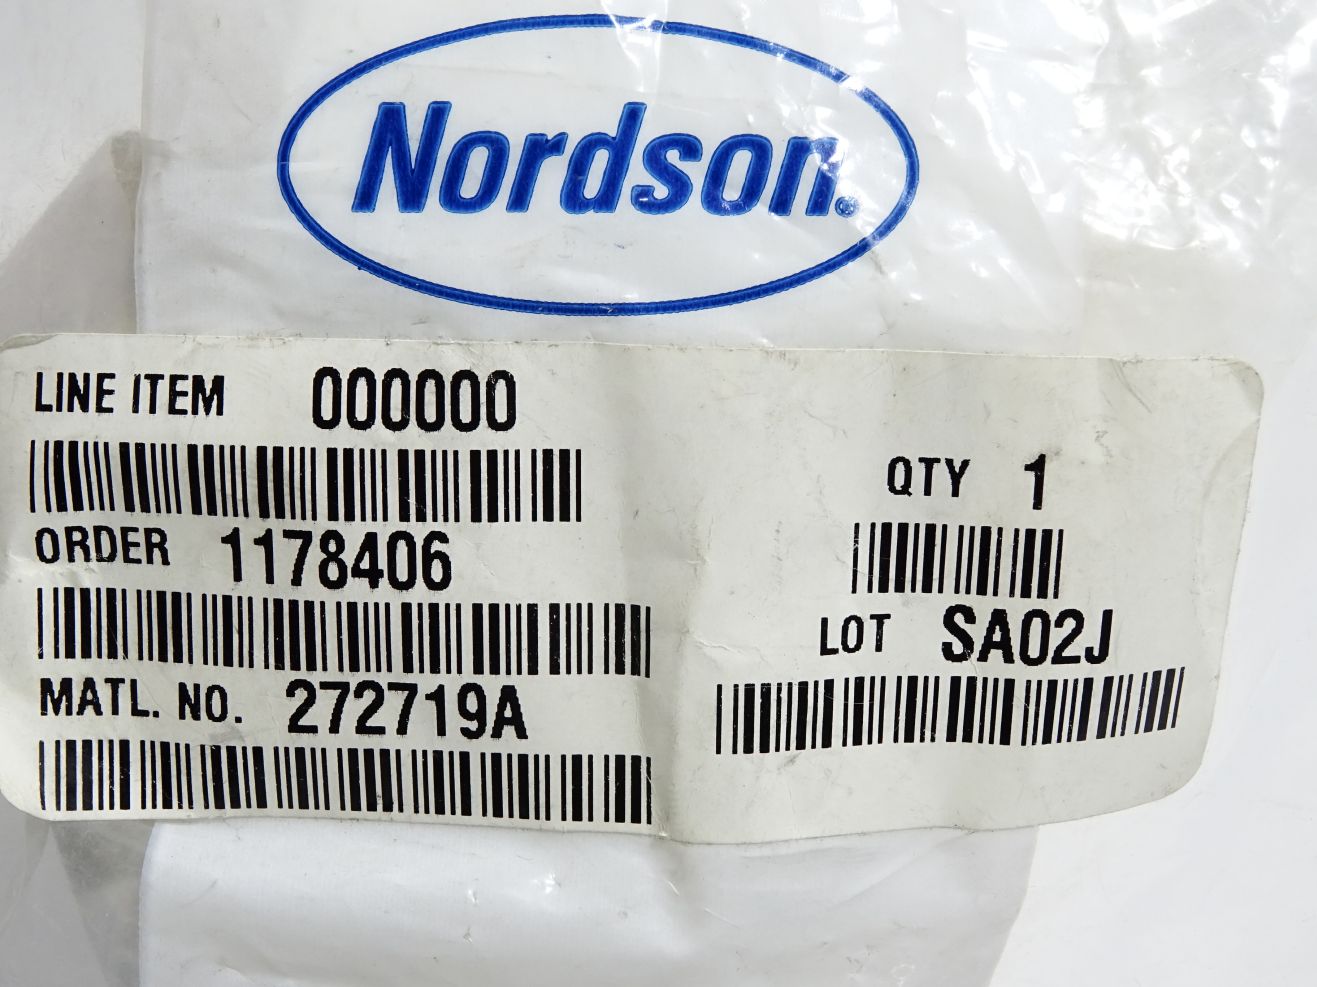 Nordson®
LINE ITEM 000000
ORDER 1178406
MATL. NO. 272719A
QTY 1
LOT SA02J